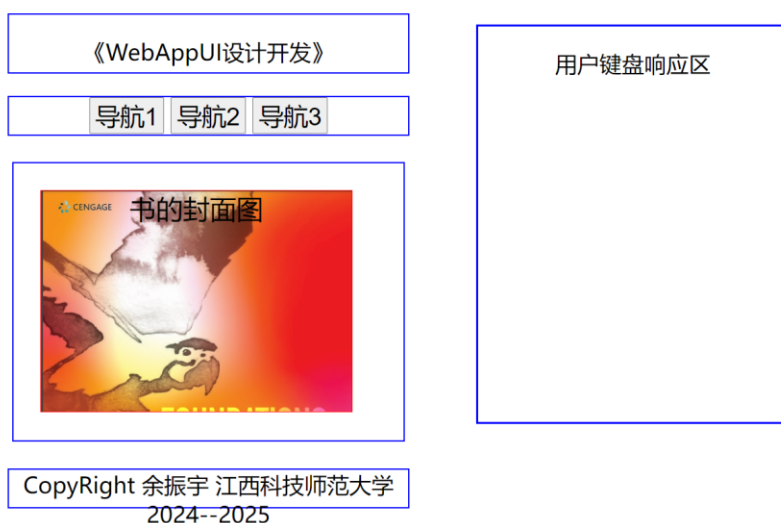 《WebAppUI设计开发》
导航1 导航2 导航3
CENGAGE
书的封面图
FOUNDATIONS
CopyRight 余振宇 江西科技师范大学
2024--2025
用户键盘响应区